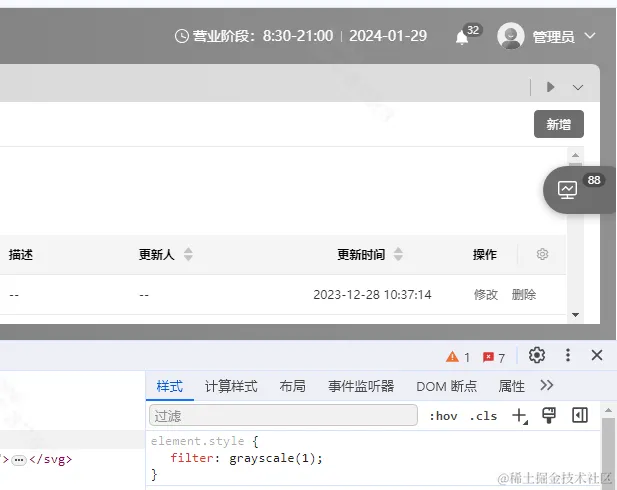 营业阶段：8:30-21:00 | 2024-01-29 32 管理员
新增
88
描述 更新人 更新时间 操作
-- -- 2023-12-28 10:37:14 修改 删除
1 7
样式 计算样式 布局 事件监听器 DOM 断点 属性
过滤 :hov .cls
element.style {
filter: grayscale(1);
}
"> </svg>
@稀土掘金技术社区